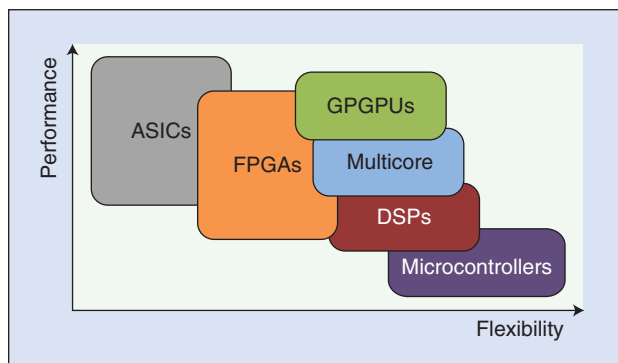 Performance
ASICs
GPGPUs
FPGAs
Multicore
DSPs
Microcontrollers
Flexibility